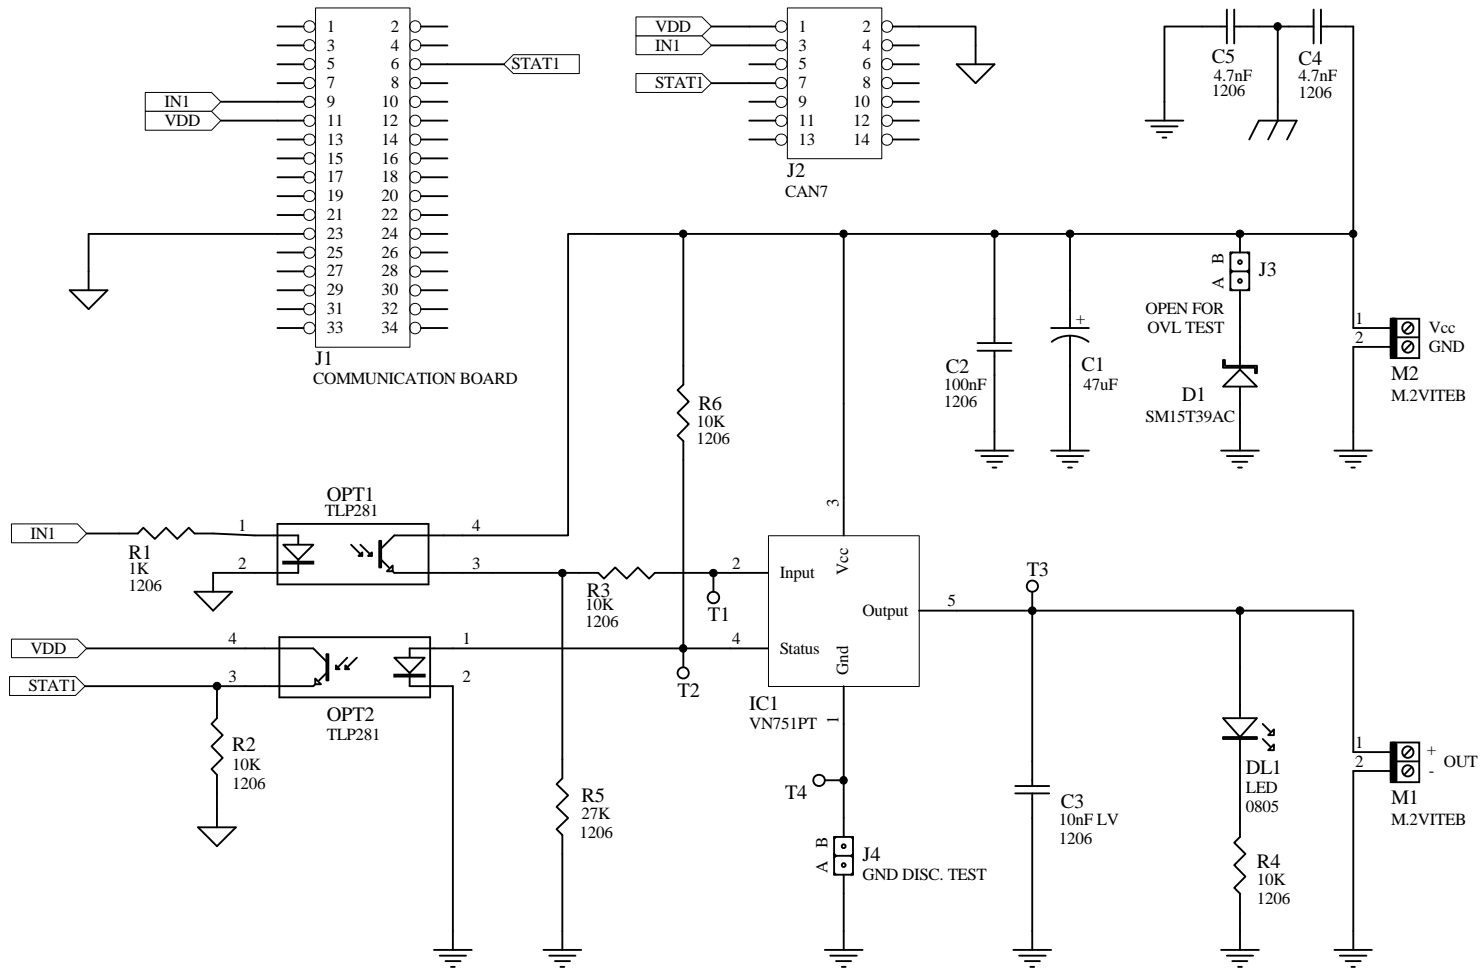 1 2
3 4
5 6
7 8
9 10
11 12
13 14
15 16
17 18
19 20
21 22
23 24
25 26
27 28
29 30
31 32
33 34
J1
COMMUNICATION BOARD
IN1
VDD
STAT1
VDD
IN1
STAT1
1 2
3 4
5 6
7 8
9 10
11 12
13 14
J2
CAN7
C5
4.7nF
1206
C4
4.7nF
1206
A B
J3
OPEN FOR
OVL TEST
D1
SM15T39AC
1
2
Vcc
GND
M2
M.2VITEB
C2
100nF
1206
+
C1
47uF
R6
10K
1206
IN1
R1
1K
1206
1
2
OPT1
TLP281
4
3
R3
10K
1206
T1
2
3
Input
Vcc
Output
Status
Gnd
4
5
1
IC1
VN751PT
T3
VDD
STAT1
4
3
OPT2
TLP281
1
2
T2
R2
10K
1206
R5
27K
1206
T4
A B
J4
GND DISC. TEST
C3
10nF LV
1206
DL1
LED
0805
R4
10K
1206
1
2
+
-
OUT
M1
M.2VITEB